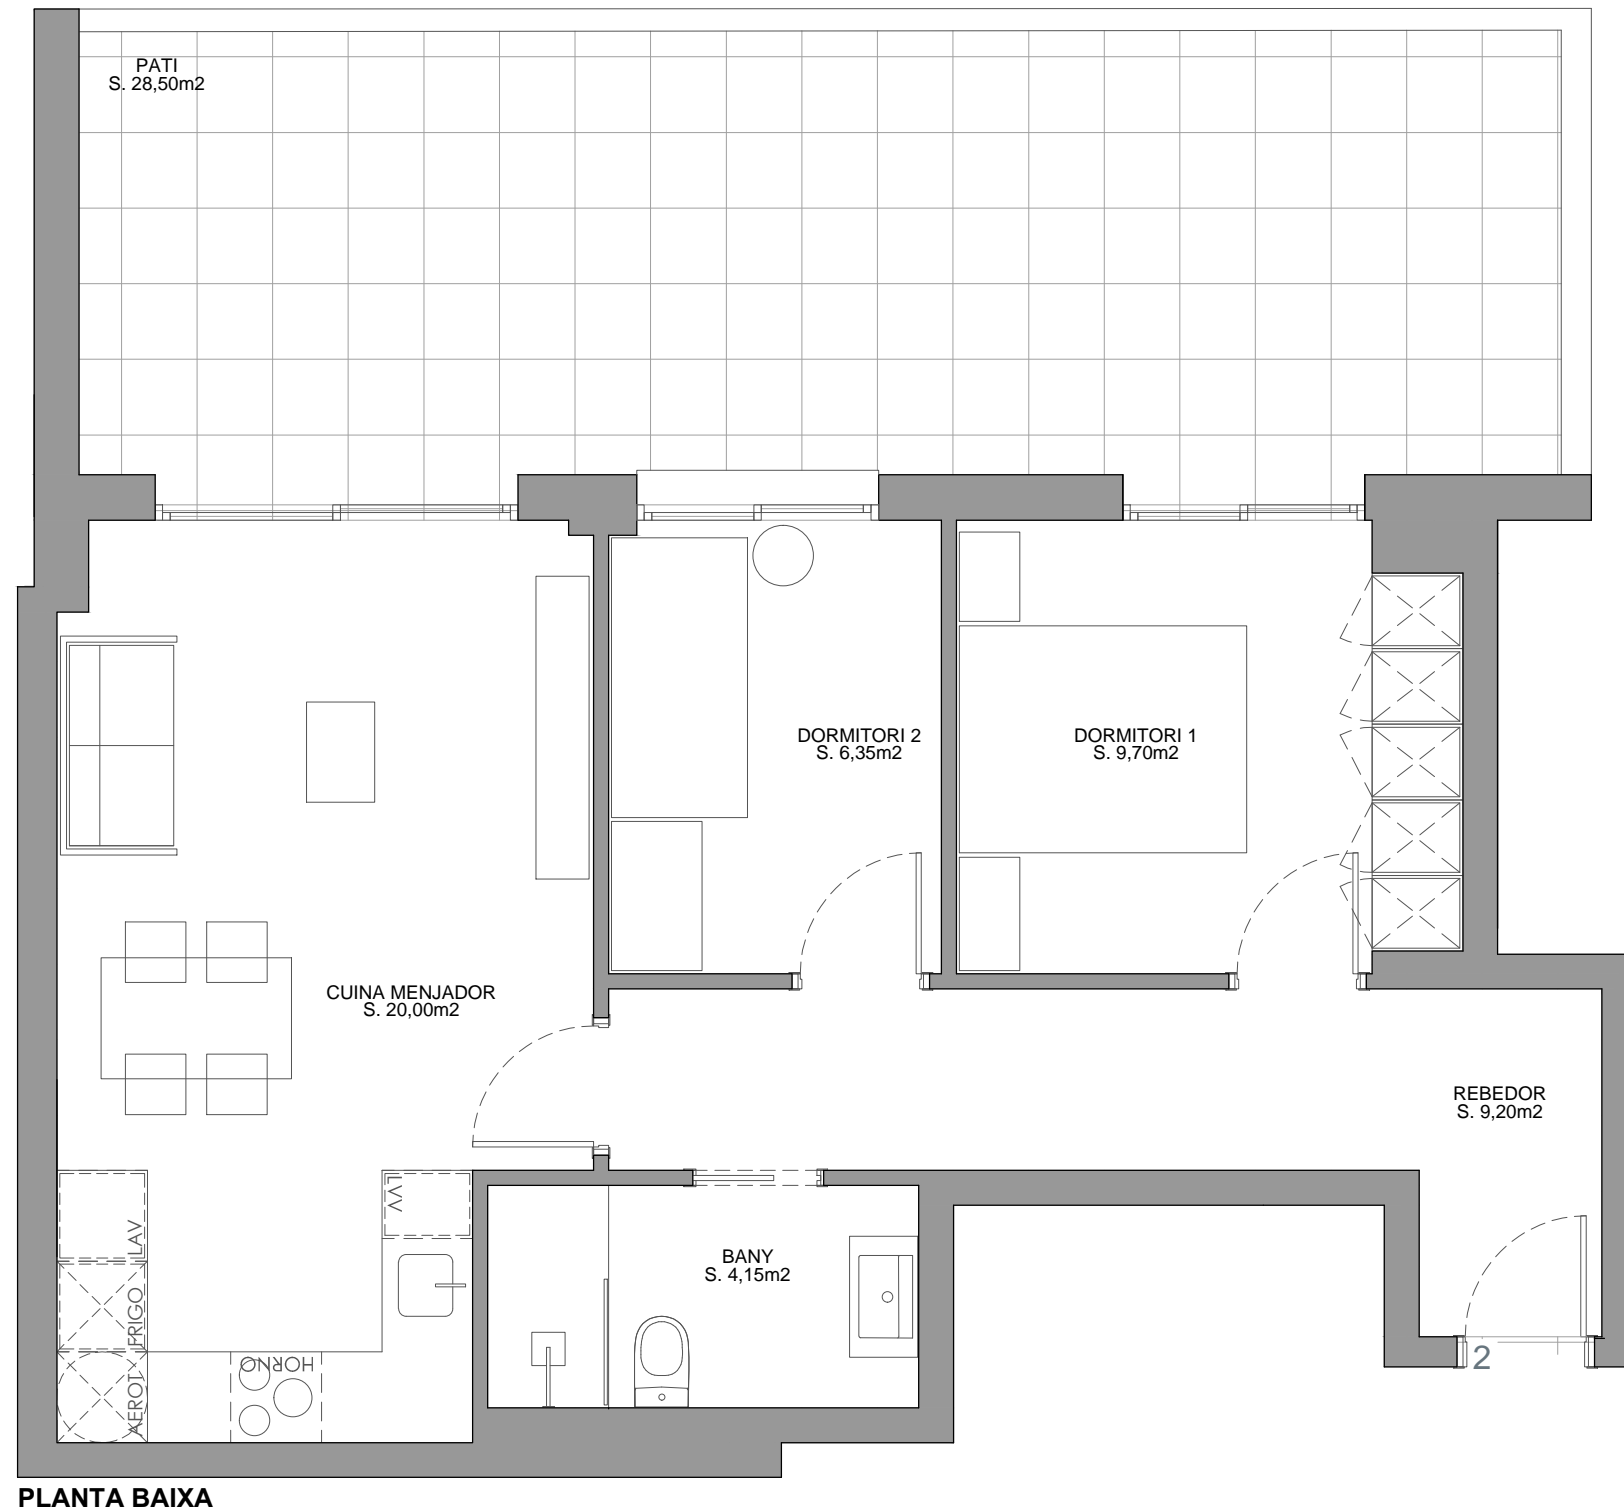 PATI
S. 28,50m2
DORMITORI 2
S. 6,35m2
DORMITORI 1
S. 9,70m2
CUINA MENJADOR
S. 20,00m2
REBEDOR
S. 9,20m2
LVV
LAV
BANY
S. 4,15m2
FRIGO
HORNO
AEROT
2
PLANTA BAIXA